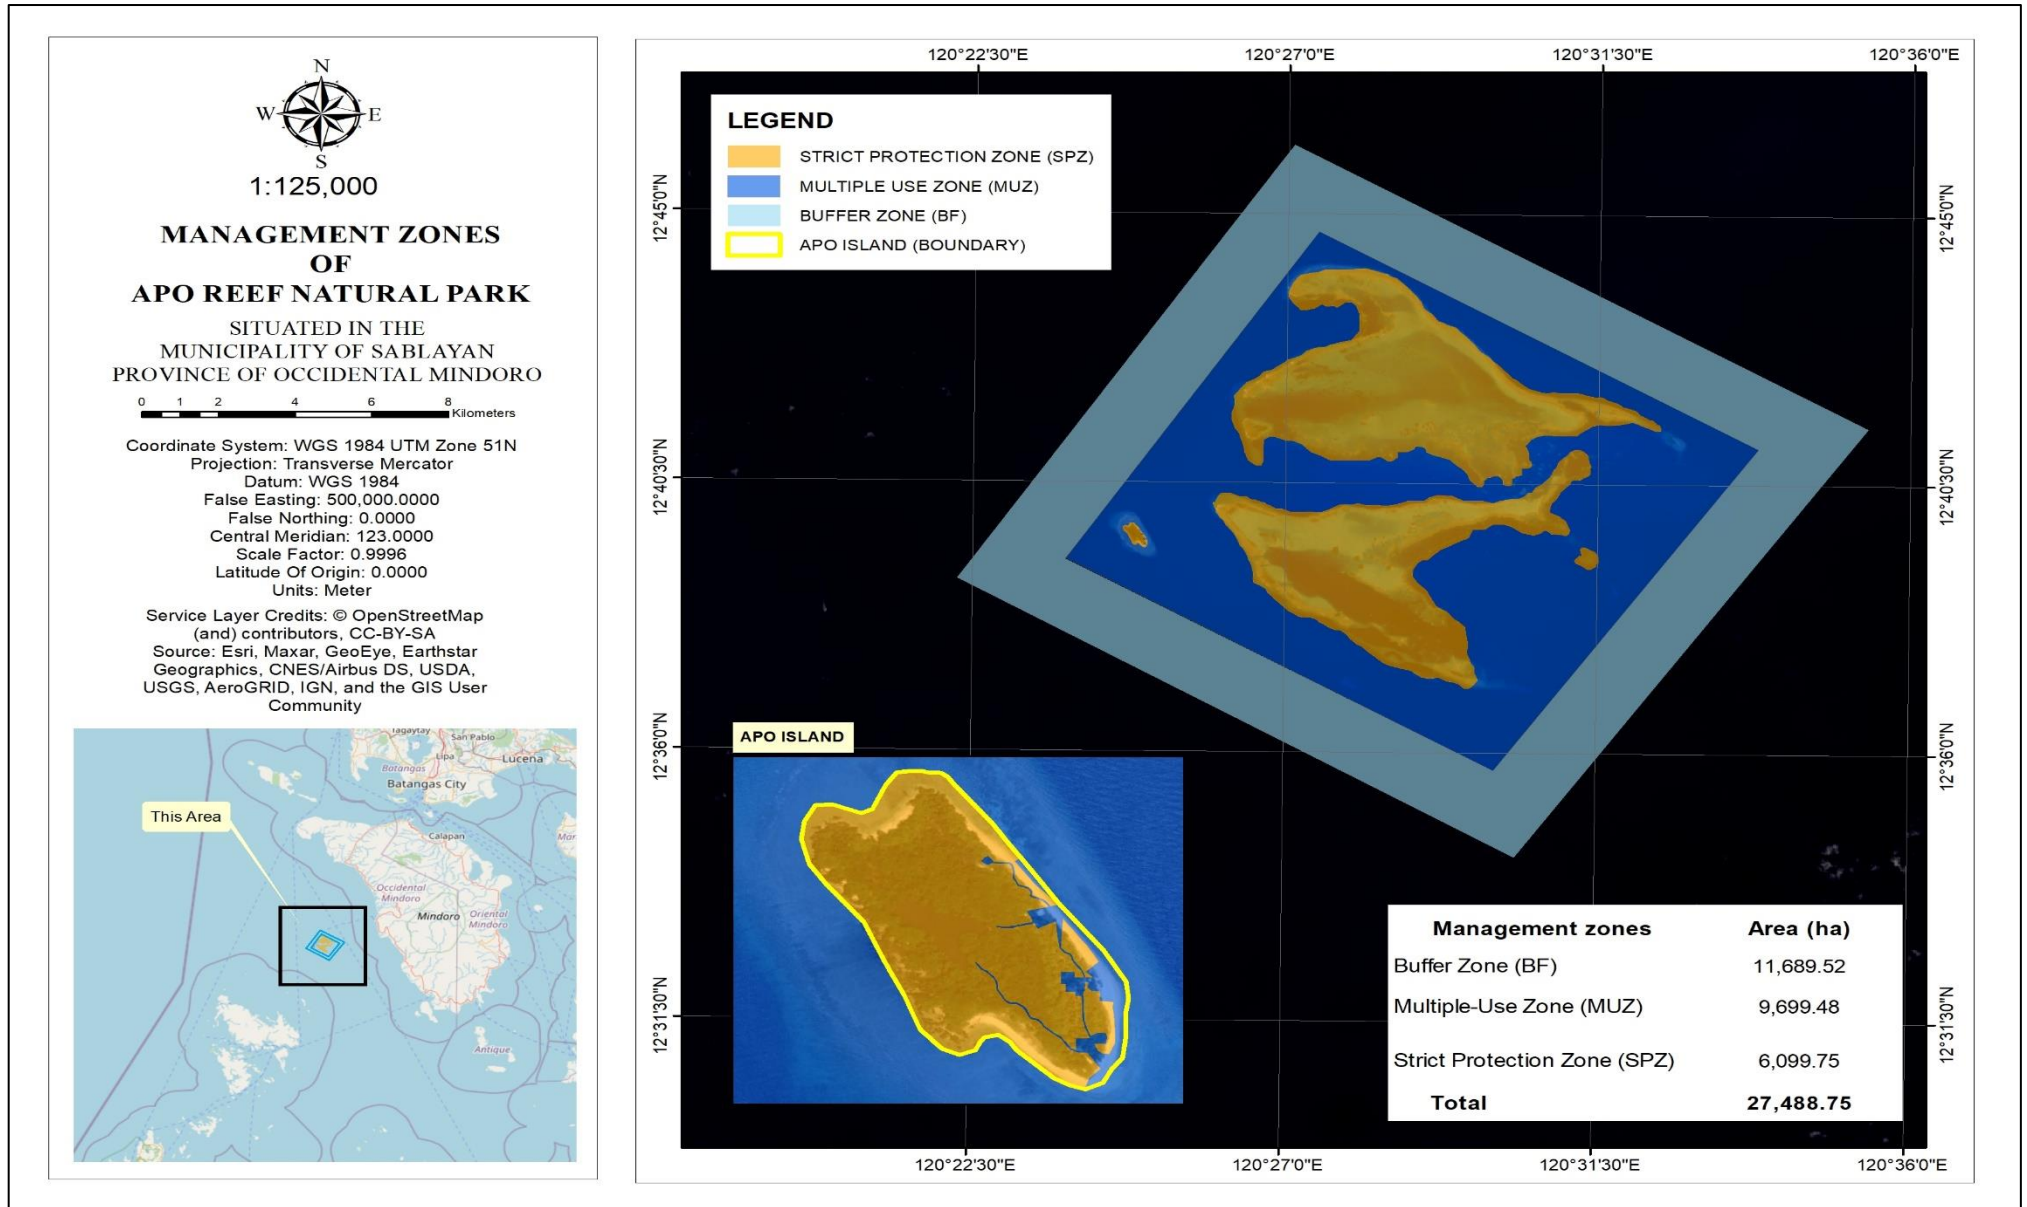 N
W
E
S
1:125,000
MANAGEMENT ZONES
OF
APO REEF NATURAL PARK
SITUATED IN THE
MUNICIPALITY OF SABLAYAN
PROVINCE OF OCCIDENTAL MINDORO
0 1 2 4 6 8
Kilometers
Coordinate System: WGS 1984 UTM Zone 51N
Projection: Transverse Mercator
Datum: WGS 1984
False Easting: 500,000.0000
False Northing: 0.0000
Central Meridian: 123.0000
Scale Factor: 0.9996
Latitude Of Origin: 0.0000
Units: Meter
Service Layer Credits: © OpenStreetMap
(and) contributors, CC-BY-SA
Source: Esri, Maxar, GeoEye, Earthstar
Geographics, CNES/Airbus DS, USDA,
USGS, AeroGRID, IGN, and the GIS User
Community
Tagaytay
San Pablo
Lipa
Lucena
Batangas
Batangas City
This Area
Calapan
Mar
Occidental
Mindoro
Mindoro
Oriental
Mindoro
Antique
120°22'30"E 120°27'0"E 120°31'30"E 120°36'0"E
LEGEND
STRICT PROTECTION ZONE (SPZ)
MULTIPLE USE ZONE (MUZ)
BUFFER ZONE (BF)
APO ISLAND (BOUNDARY)
12°45'0"N
12°45'0"N
12°40'30"N
12°40'30"N
12°36'0"N
12°36'0"N
APO ISLAND
12°31'30"N
12°31'30"N
Management zones Area (ha)
Buffer Zone (BF) 11,689.52
Multiple-Use Zone (MUZ) 9,699.48
Strict Protection Zone (SPZ) 6,099.75
Total 27,488.75
120°22'30"E 120°27'0"E 120°31'30"E 120°36'0"E